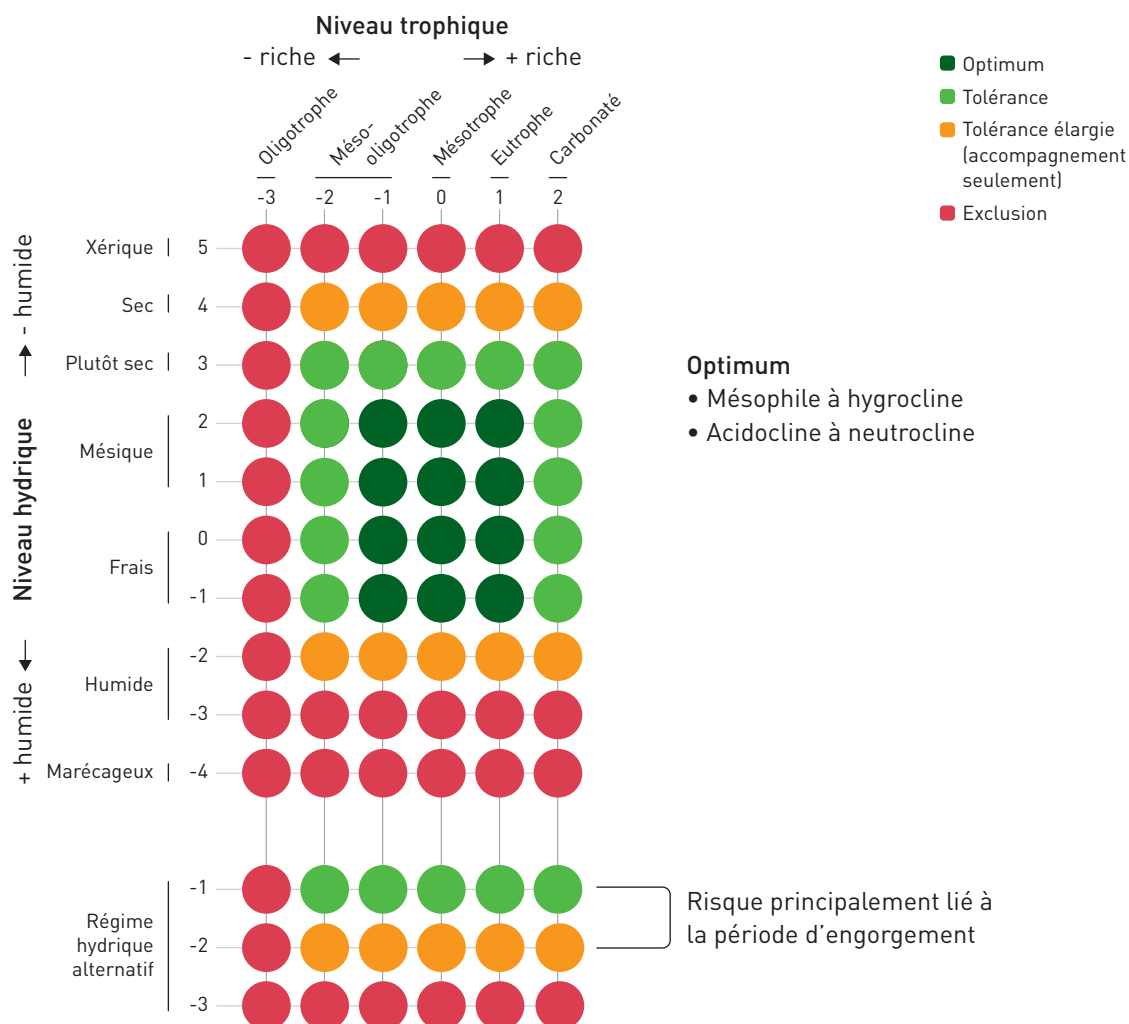 Niveau trophique
- riche ← → + riche
Oligotrophe
Méso-
oligotrophe
Mésotrophe
Eutrophe
Carbonaté
-3 -2 -1 0 1 2
Optimum
Tolérance
Tolérance élargie
(accompagnement
seulement)
Exclusion
Niveau hydrique
→ - humide
+ humide ←
Xérique 5
Sec 4
Plutôt sec 3
2
Mésique
1
0
Frais
-1
-2
Humide
-3
Marécageux -4
Optimum
• Mésophile à hygrocline
• Acidocline à neutrocline
-1
Régime
hydrique
alternatif
-2
-3
Risque principalement lié à
la période d'engorgement